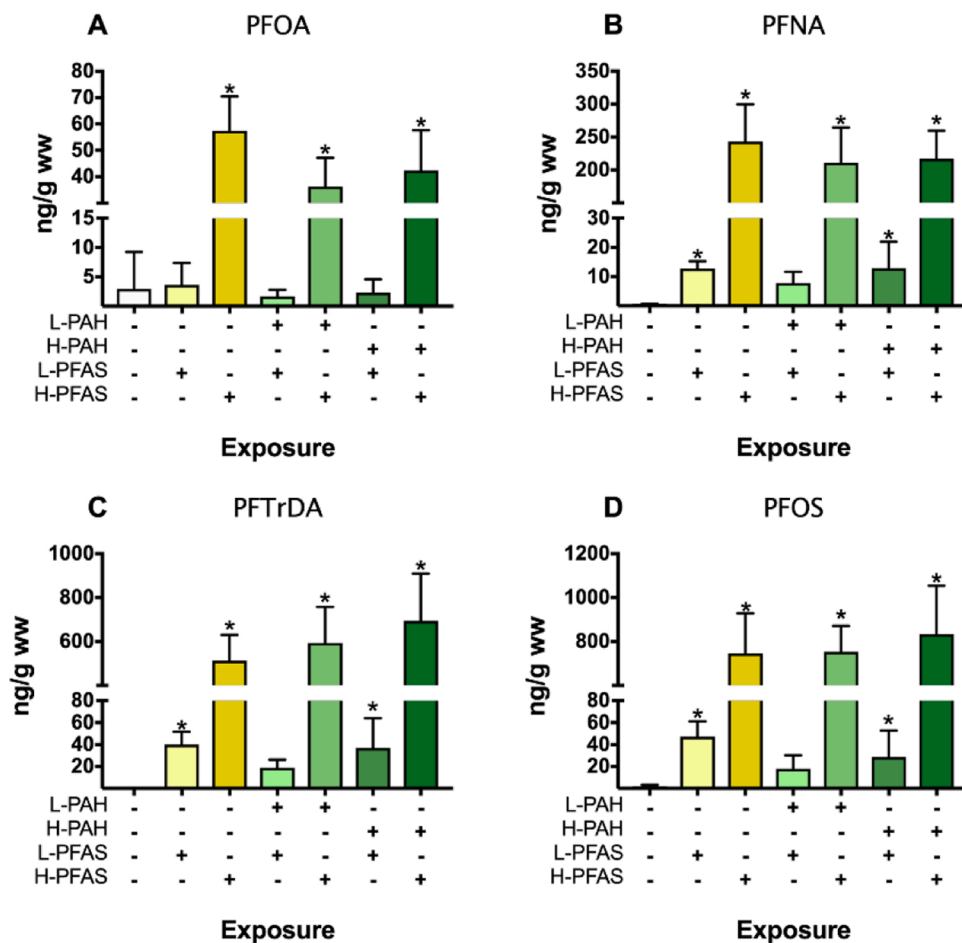 A PFOA
80
70
60
50
40
30
15
10
5
ng/g ww
* * *
L-PAH - - - + + - -
H-PAH - - - - - + +
L-PFAS - + - + - + -
H-PFAS - - + - + - +
Exposure
B PFNA
350
300
250
200
30
20
10
ng/g ww
* * * * *
L-PAH - - - + + - -
H-PAH - - - - - + +
L-PFAS - + - + - + -
H-PFAS - - + - + - +
Exposure
C PFTrDA
1000
800
600
80
60
40
20
ng/g ww
* * * * *
L-PAH - - - + + - -
H-PAH - - - - - + +
L-PFAS - + - + - + -
H-PFAS - - + - + - +
Exposure
D PFOS
1200
1000
800
80
60
40
20
ng/g ww
* * * * *
L-PAH - - - + + - -
H-PAH - - - - - + +
L-PFAS - + - + - + -
H-PFAS - - + - + - +
Exposure